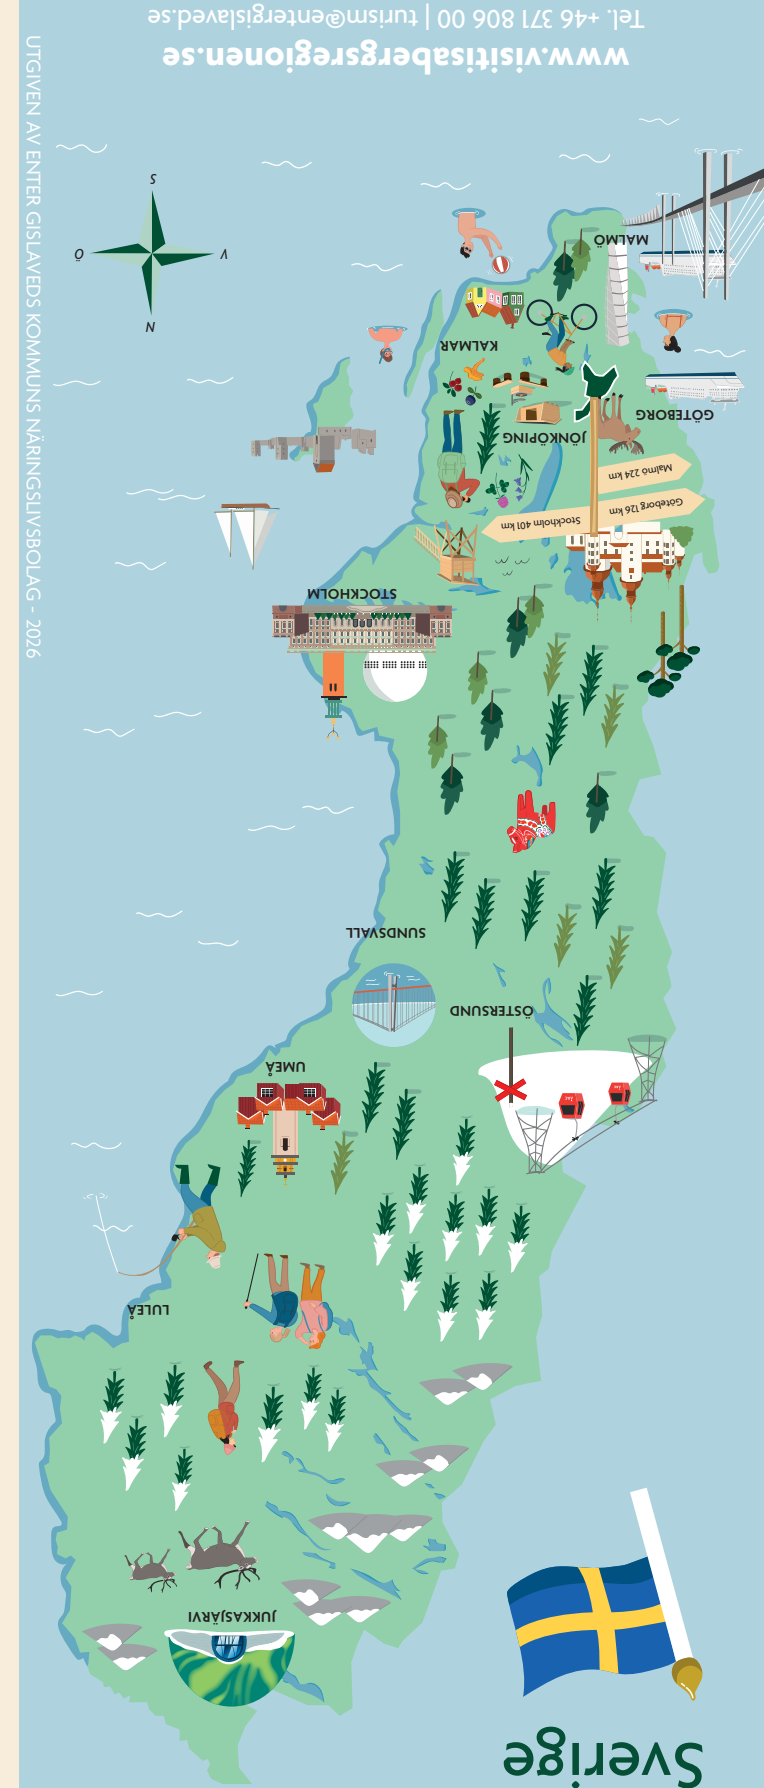 Sverige
JUKKASJÄRVI
LULEÅ
UMEÅ
ÖSTERSUND
SUNDSVALL
STOCKHOLM
Göteborg 126 km
Stockholm 401 km
Malmö 224 km
JÖNKÖPING
GÖTEBORG
KALMAR
MALMÖ
N
V
Ö
S
www.visitisabergsregionen.se
Tel. +46 371 806 00 | turism@entergislaved.se
UTGIVEN AV ENTER GISLAVEDS KOMMUNS NÄRINGSLIVSBOLAG - 2026